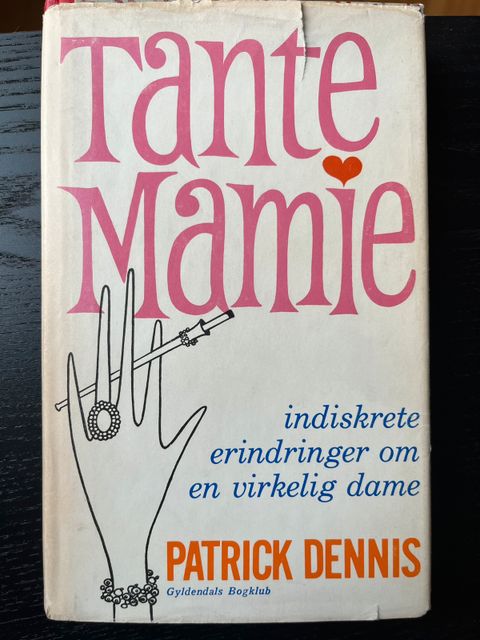 Tante
Mamie
indiskrete
erindringer om
en virkelig dame
PATRICK DENNIS
Gyldendals Bogklub